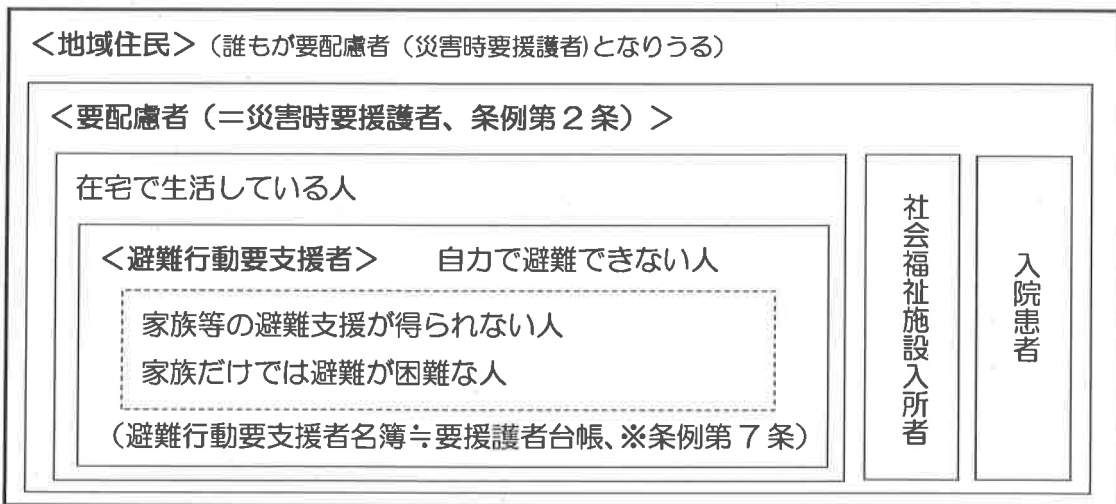 ＜地域住民＞（誰もが要配慮者（災害時要援護者)となりうる）
＜要配慮者（＝災害時要援護者、条例第２条）＞
在宅で生活している人
＜避難行動要支援者＞　自力で避難できない人
家族等の避難支援が得られない人
家族だけでは避難が困難な人
（避難行動要支援者名簿≒要援護者台帳、※条例第７条）
社会福祉施設入所者
入院患者